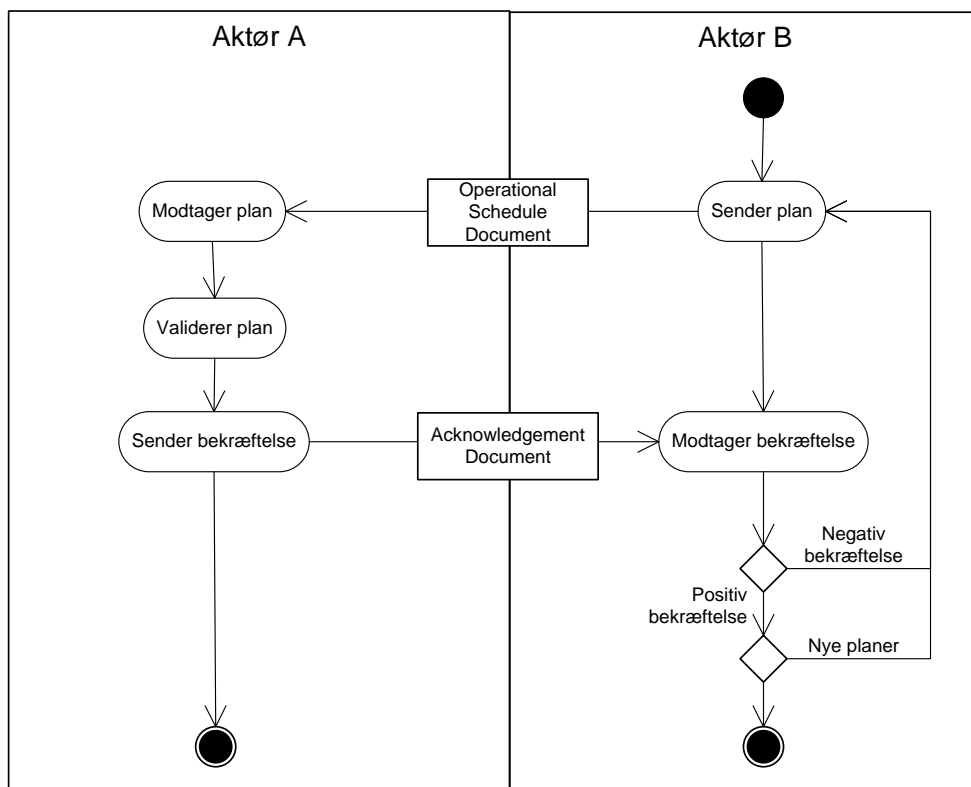 Aktør A
Aktør B
Modtager plan
Operational
Schedule
Document
Sender plan
Validerer plan
Sender bekræftelse
Acknowledgement
Document
Modtager bekræftelse
Negativ
bekræftelse
Positiv
bekræftelse
Nye planer